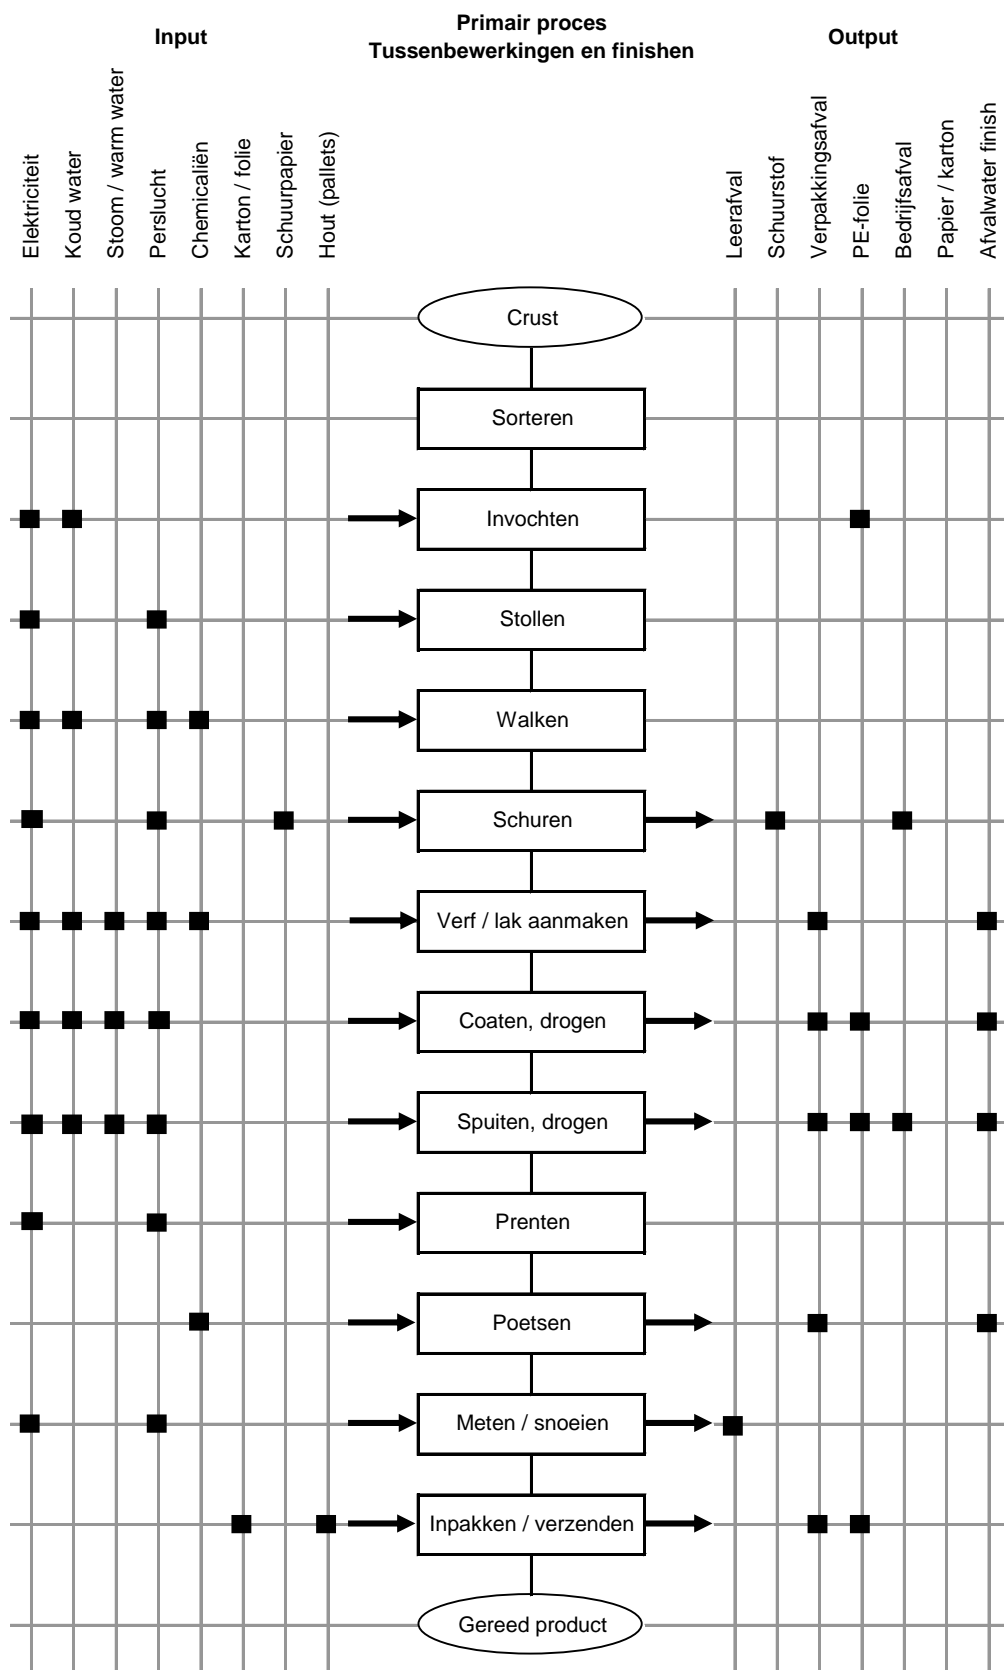 Input
Primair proces
Tussenbewerkingen en finishen
Output
Elektriciteit
Koud water
Stoom / warm water
Perslucht
Chemicaliën
Karton / folie
Schuurpapier
Hout (pallets)
Leerafval
Schuurstof
Verpakkingsafval
PE-folie
Bedrijfsafval
Papier / karton
Afvalwater finish
Crust
Sorteren
Invochten
Stollen
Walken
Schuren
Verf / lak aanmaken
Coaten, drogen
Spuiten, drogen
Prenten
Poetsen
Meten / snoeien
Inpakken / verzenden
Gereed product